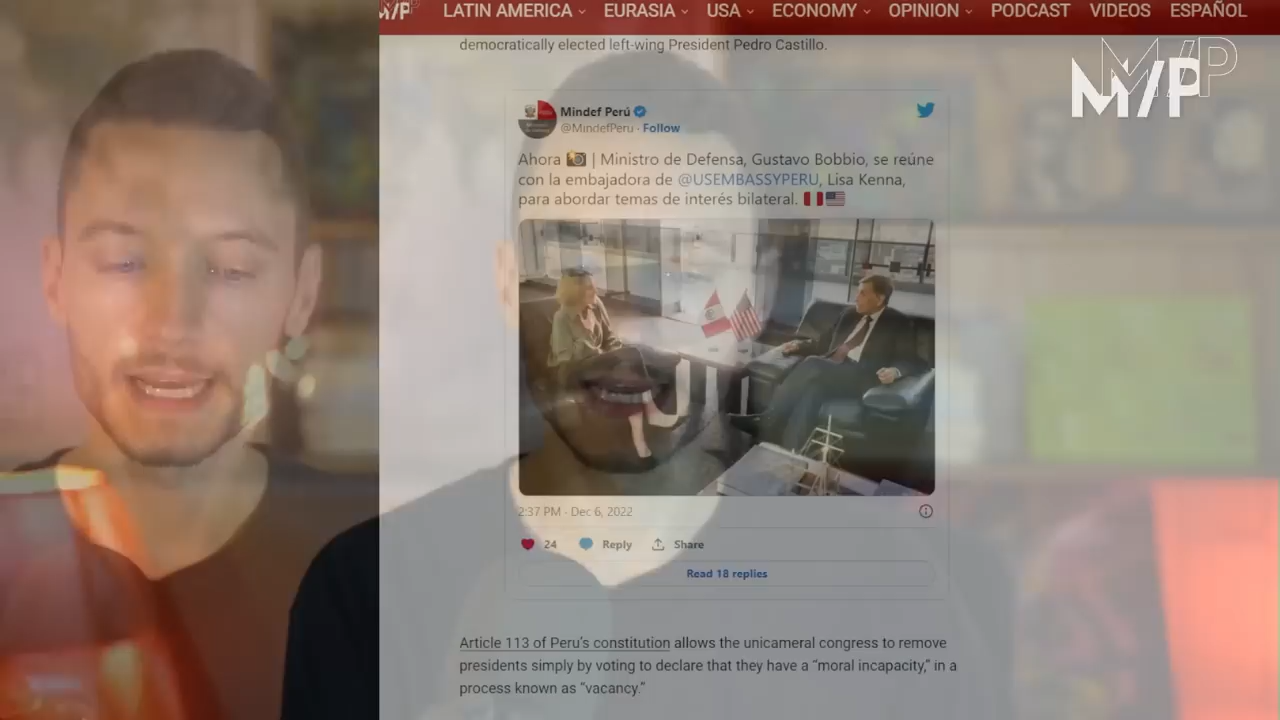 M/P LATIN AMERICA EURASIA USA ECONOMY OPINION PODCAST VIDEOS ESPAÑOL
M/P
democratically elected left-wing President Pedro Castillo.
Mindef Perú
@MindefPeru · Follow
Ahora 📸 | Ministro de Defensa, Gustavo Bobbio, se reúne
con la embajadora de @USEMBASSYPERU, Lisa Kenna,
para abordar temas de interés bilateral. 🇵🇪🇺🇸
2:37 PM · Dec 6, 2022
24 Reply Share
Read 18 replies
Article 113 of Peru's constitution allows the unicameral congress to remove
presidents simply by voting to declare that they have a “moral incapacity,” in a
process known as “vacancy.”